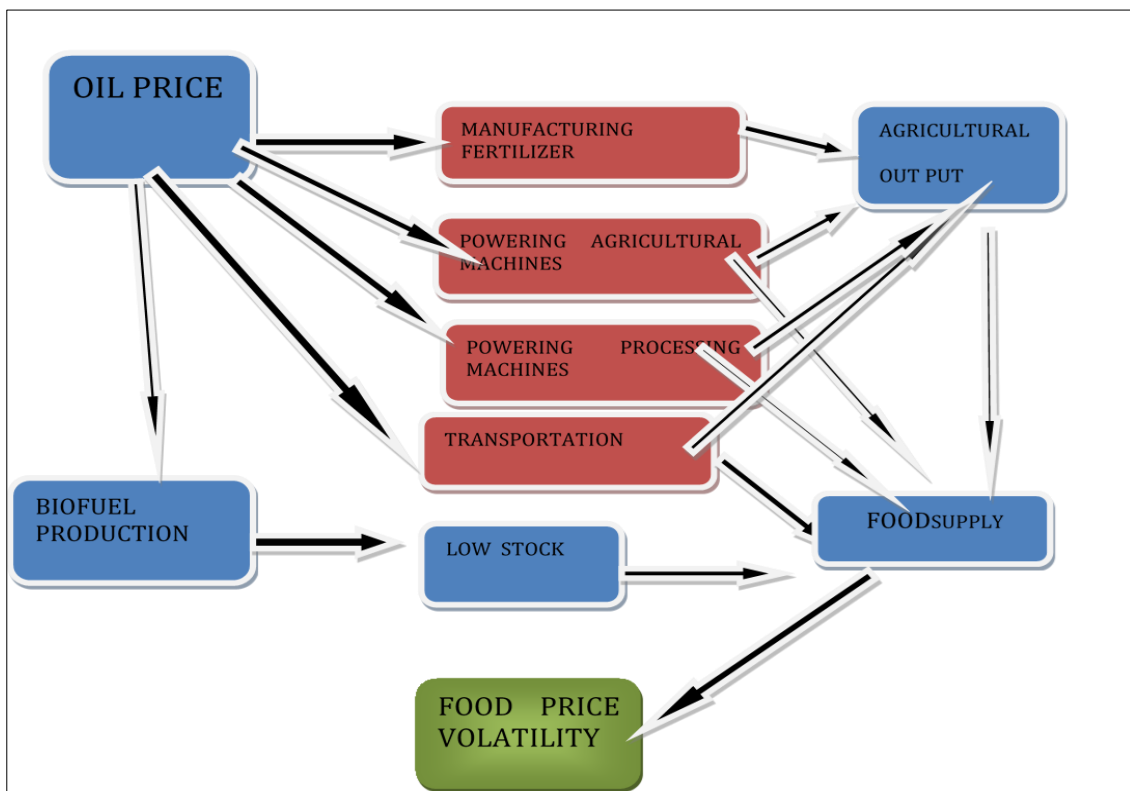 OIL PRICE
MANUFACTURING
FERTILIZER
AGRICULTURAL
OUT PUT
POWERING AGRICULTURAL
MACHINES
POWERING PROCESSING
MACHINES
TRANSPORTATION
BIOFUEL
PRODUCTION
LOW STOCK
FOODSUPPLY
FOOD PRICE
VOLATILITY